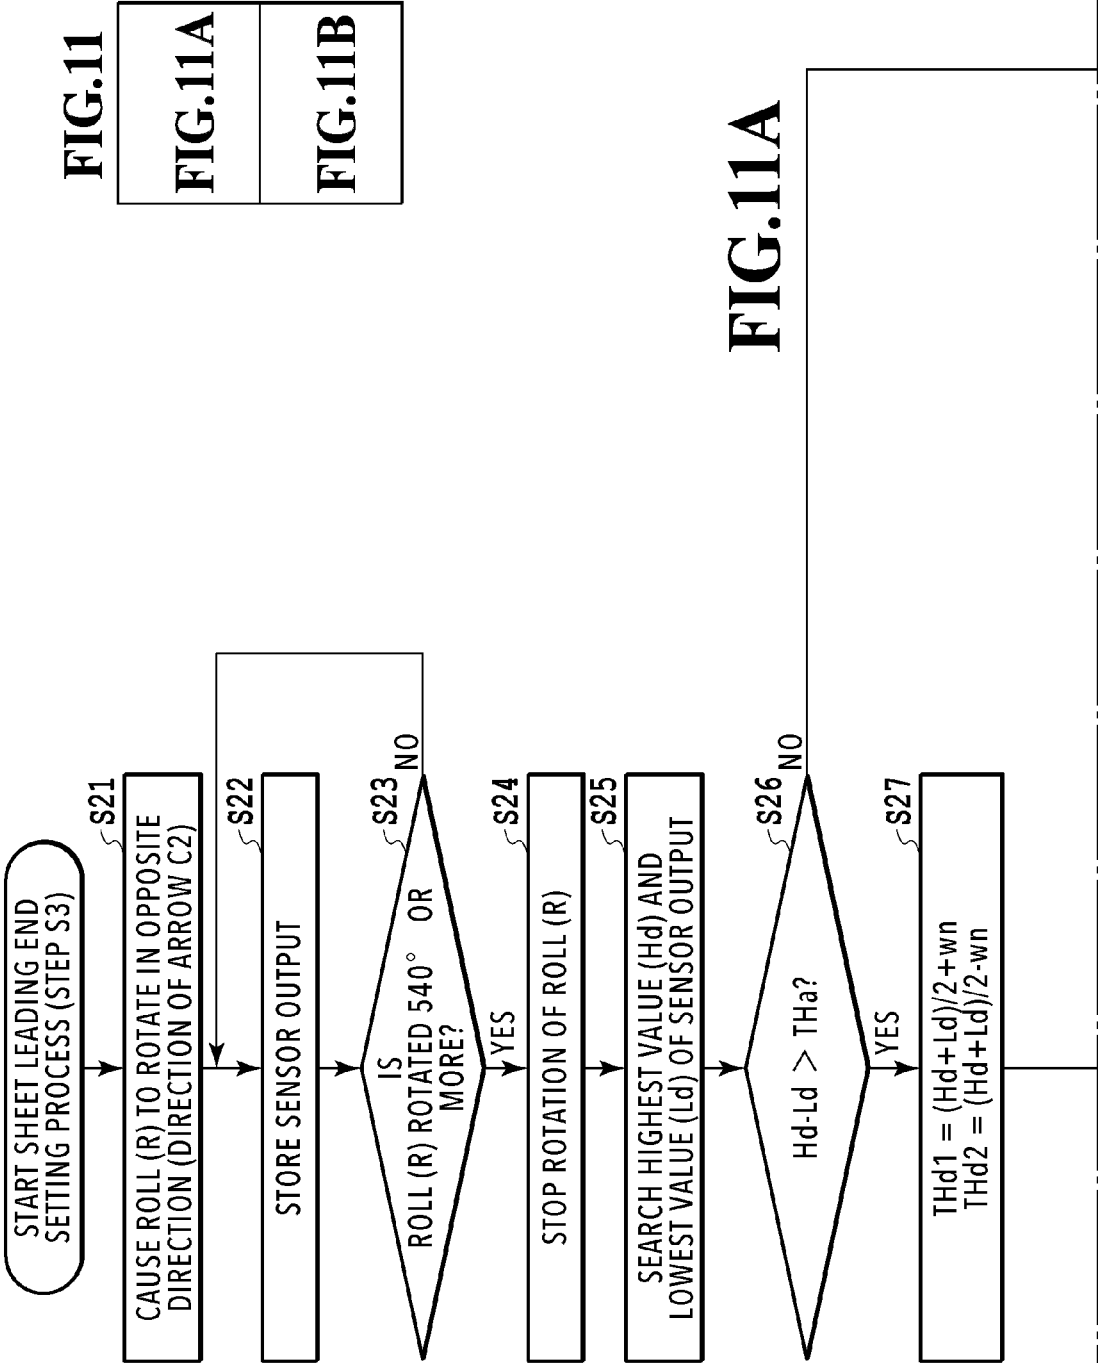 FIG.11
FIG.11A
FIG.11B
FIG.11A
START SHEET LEADING END
SETTING PROCESS (STEP S3)
S21
CAUSE ROLL (R) TO ROTATE IN OPPOSITE
DIRECTION (DIRECTION OF ARROW C2)
S22
STORE SENSOR OUTPUT
S23
IS
ROLL (R) ROTATED 540° OR
MORE?
NO
YES
S24
STOP ROTATION OF ROLL (R)
S25
SEARCH HIGHEST VALUE (Hd) AND
LOWEST VALUE (Ld) OF SENSOR OUTPUT
S26
Hd-Ld > THa?
NO
YES
S27
THd1 = (Hd+Ld)/2+wn
THd2 = (Hd+Ld)/2-wn